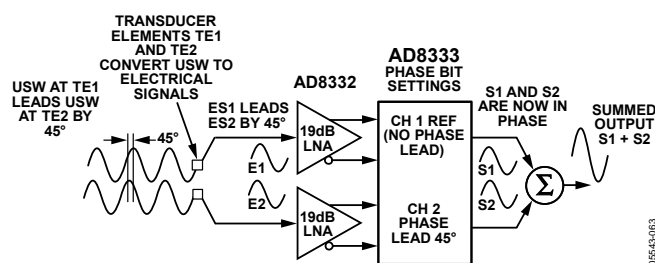 TRANSDUCER
ELEMENTS TE1
AND TE2
CONVERT USW TO
ELECTRICAL
SIGNALS
USW AT TE1
LEADS USW
AT TE2 BY
45°
45°
ES1 LEADS
ES2 BY 45°
AD8332
19dB
LNA
E1
E2
19dB
LNA
AD8333
PHASE BIT
SETTINGS
CH 1 REF
(NO PHASE
LEAD)
CH 2
PHASE
LEAD 45°
S1 AND S2
ARE NOW IN
PHASE
S1
S2
Σ
SUMMED
OUTPUT
S1 + S2
05543-063